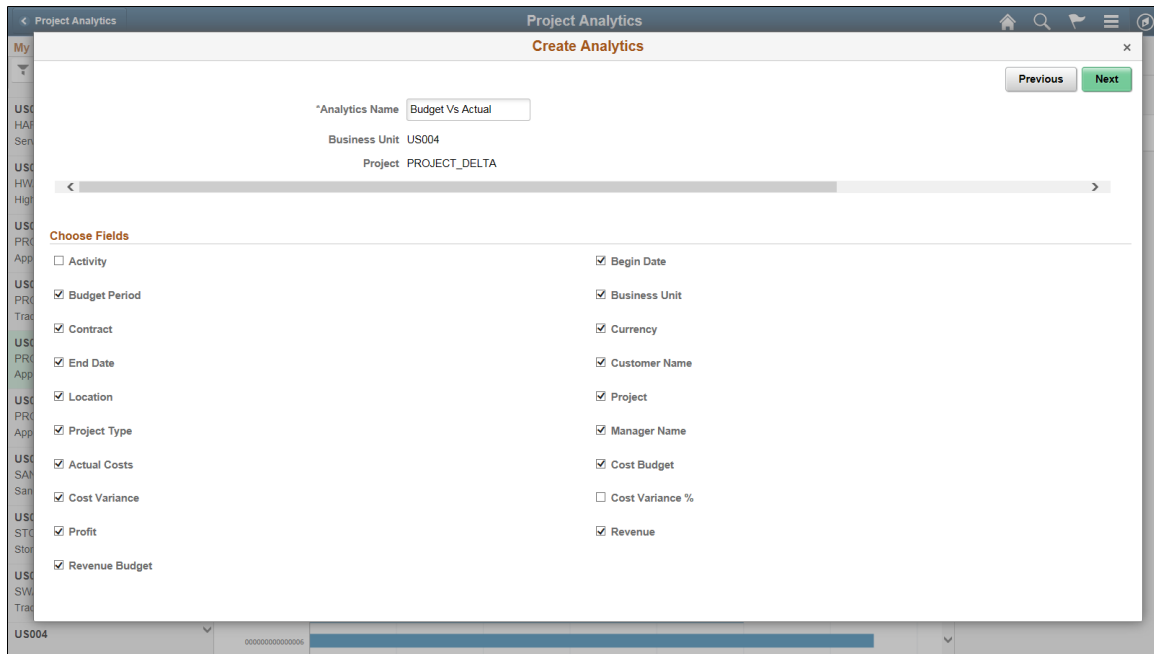 Project Analytics
Project Analytics
My
Create Analytics
×
Previous
Next
*Analytics Name Budget Vs Actual
Business Unit US004
Project PROJECT_DELTA
Choose Fields
Activity
Begin Date
Budget Period
Business Unit
Contract
Currency
End Date
Customer Name
Location
Project
Project Type
Manager Name
Actual Costs
Cost Budget
Cost Variance
Cost Variance %
Profit
Revenue
Revenue Budget
US004
000000000000006